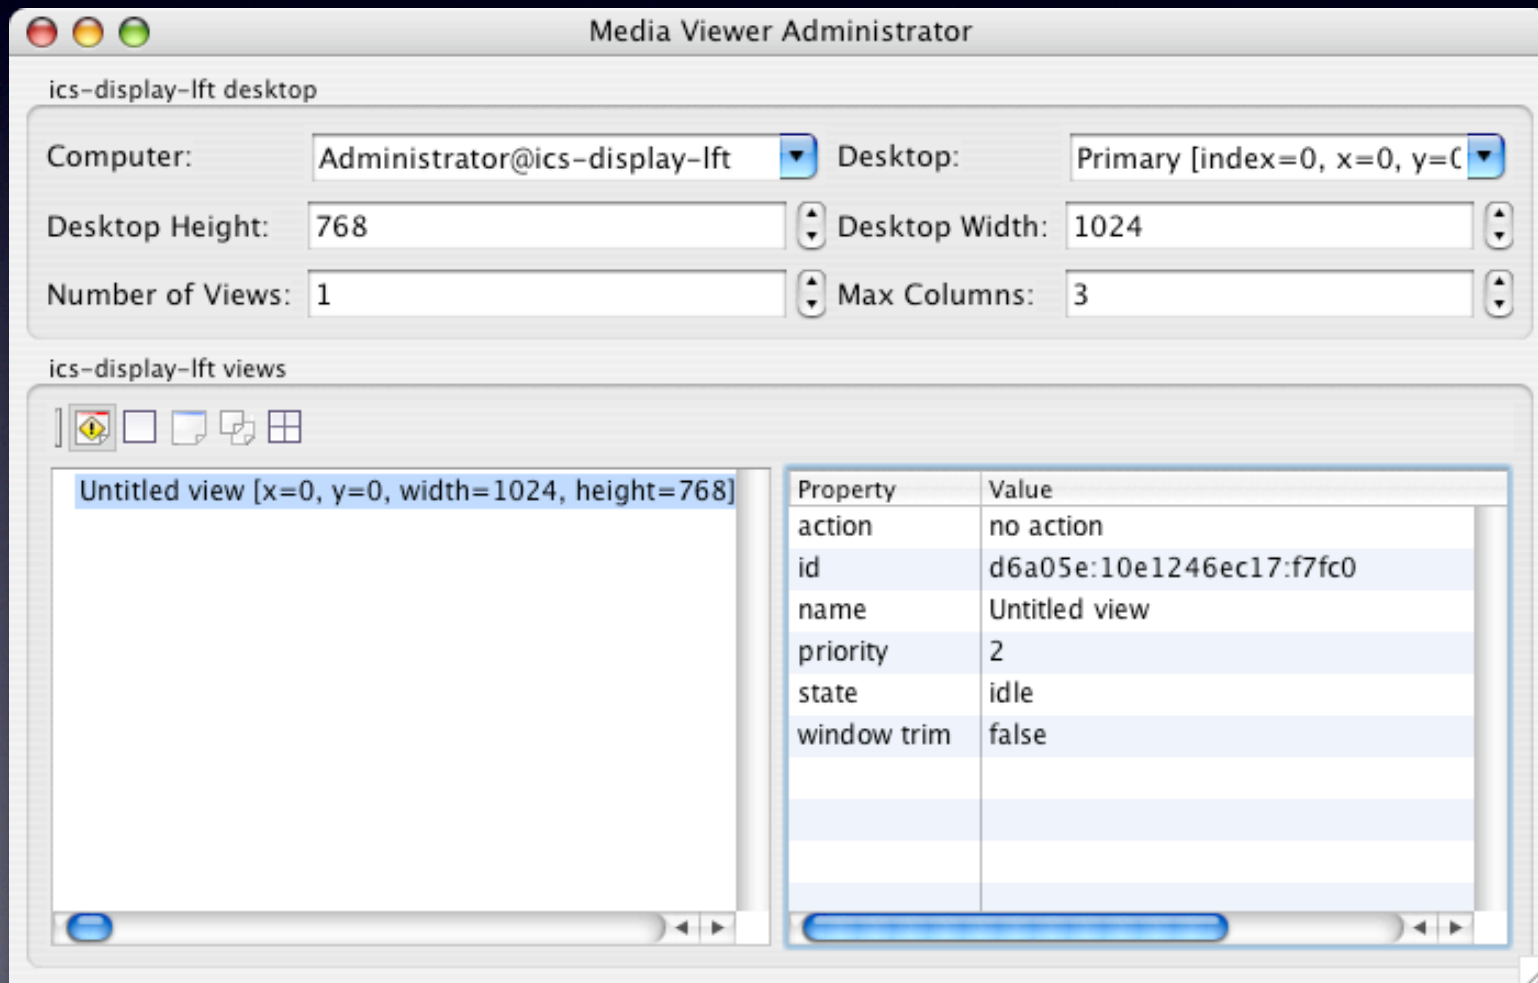 Media Viewer Administrator
ics-display-lft desktop
Computer: Administrator@ics-display-lft Desktop: Primary [index=0, x=0, y=
Desktop Height: 768 Desktop Width: 1024
Number of Views: 1 Max Columns: 3
ics-display-lft views
Untitled view [x=0, y=0, width=1024, height=768]
Property Value
action no action
id d6a05e:10e1246ec17:f7fc0
name Untitled view
priority 2
state idle
window trim false